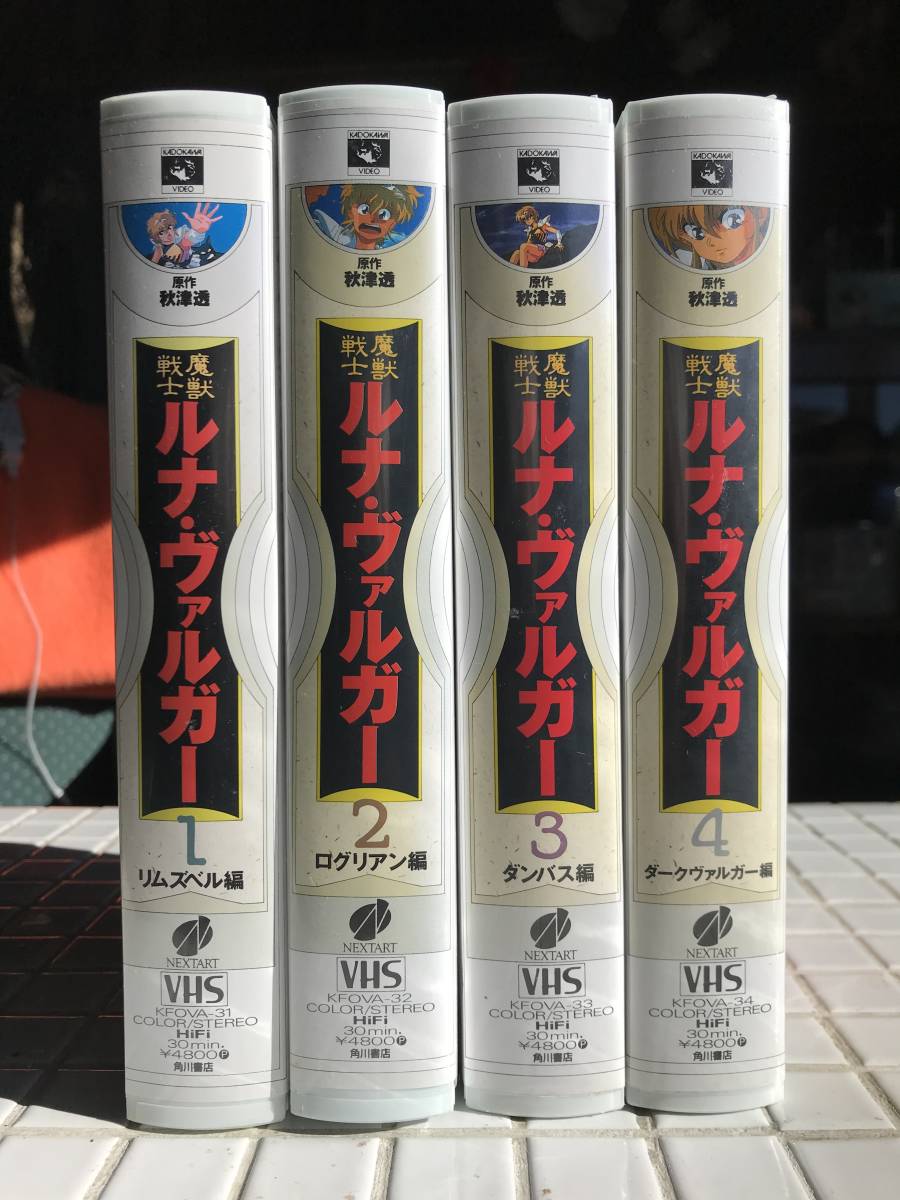 KADOKAWA
VIDEO
原作
秋津透
魔獣
戦士
ルナ・ヴァルガー
1
リムズベル編
NEXTART
VHS
KFOVA-31
COLOR/STEREO
HiFi
30min.
¥4800Ⓟ
角川書店
KADOKAWA
VIDEO
原作
秋津透
魔獣
戦士
ルナ・ヴァルガー
2
ログリアン編
NEXTART
VHS
KFOVA-32
COLOR/STEREO
HiFi
30min.
¥4800Ⓟ
角川書店
KADOKAWA
VIDEO
原作
秋津透
魔獣
戦士
ルナ・ヴァルガー
3
ダンバス編
NEXTART
VHS
KFOVA-33
COLOR/STEREO
HiFi
30min.
¥4800Ⓟ
角川書店
KADOKAWA
VIDEO
原作
秋津透
魔獣
戦士
ルナ・ヴァルガー
4
ダークヴァルガー編
NEXTART
VHS
KFOVA-34
COLOR/STEREO
HiFi
30min.
¥4800Ⓟ
角川書店